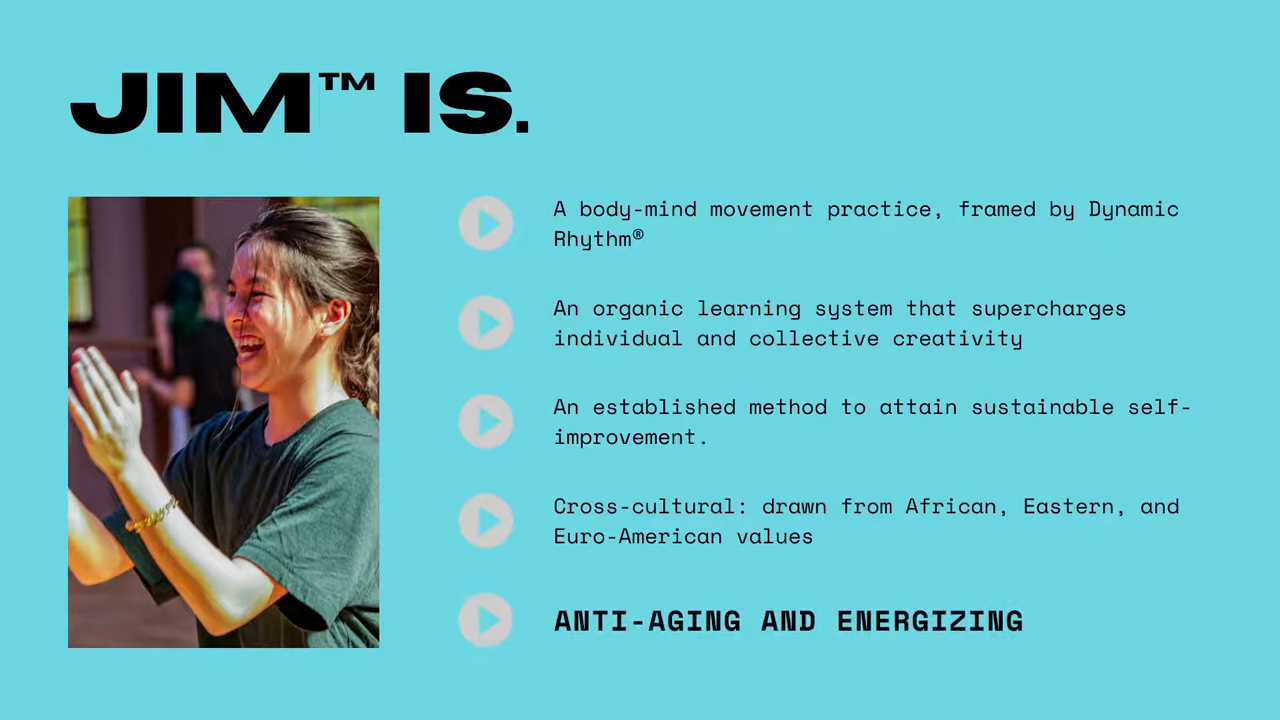 JIM™ IS.
A body-mind movement practice, framed by Dynamic
Rhythm®
An organic learning system that supercharges
individual and collective creativity
An established method to attain sustainable self-
improvement.
Cross-cultural: drawn from African, Eastern, and
Euro-American values
ANTI-AGING AND ENERGIZING